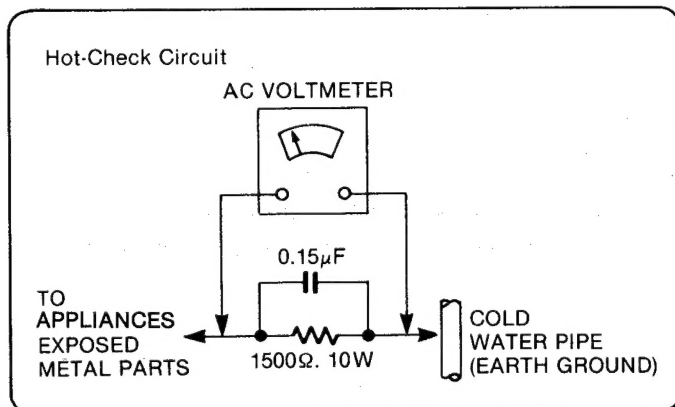 Hot-Check Circuit
AC VOLTMETER
0.15µF
TO
APPLIANCES
EXPOSED
METAL PARTS
1500Ω. 10W
COLD
WATER PIPE
(EARTH GROUND)